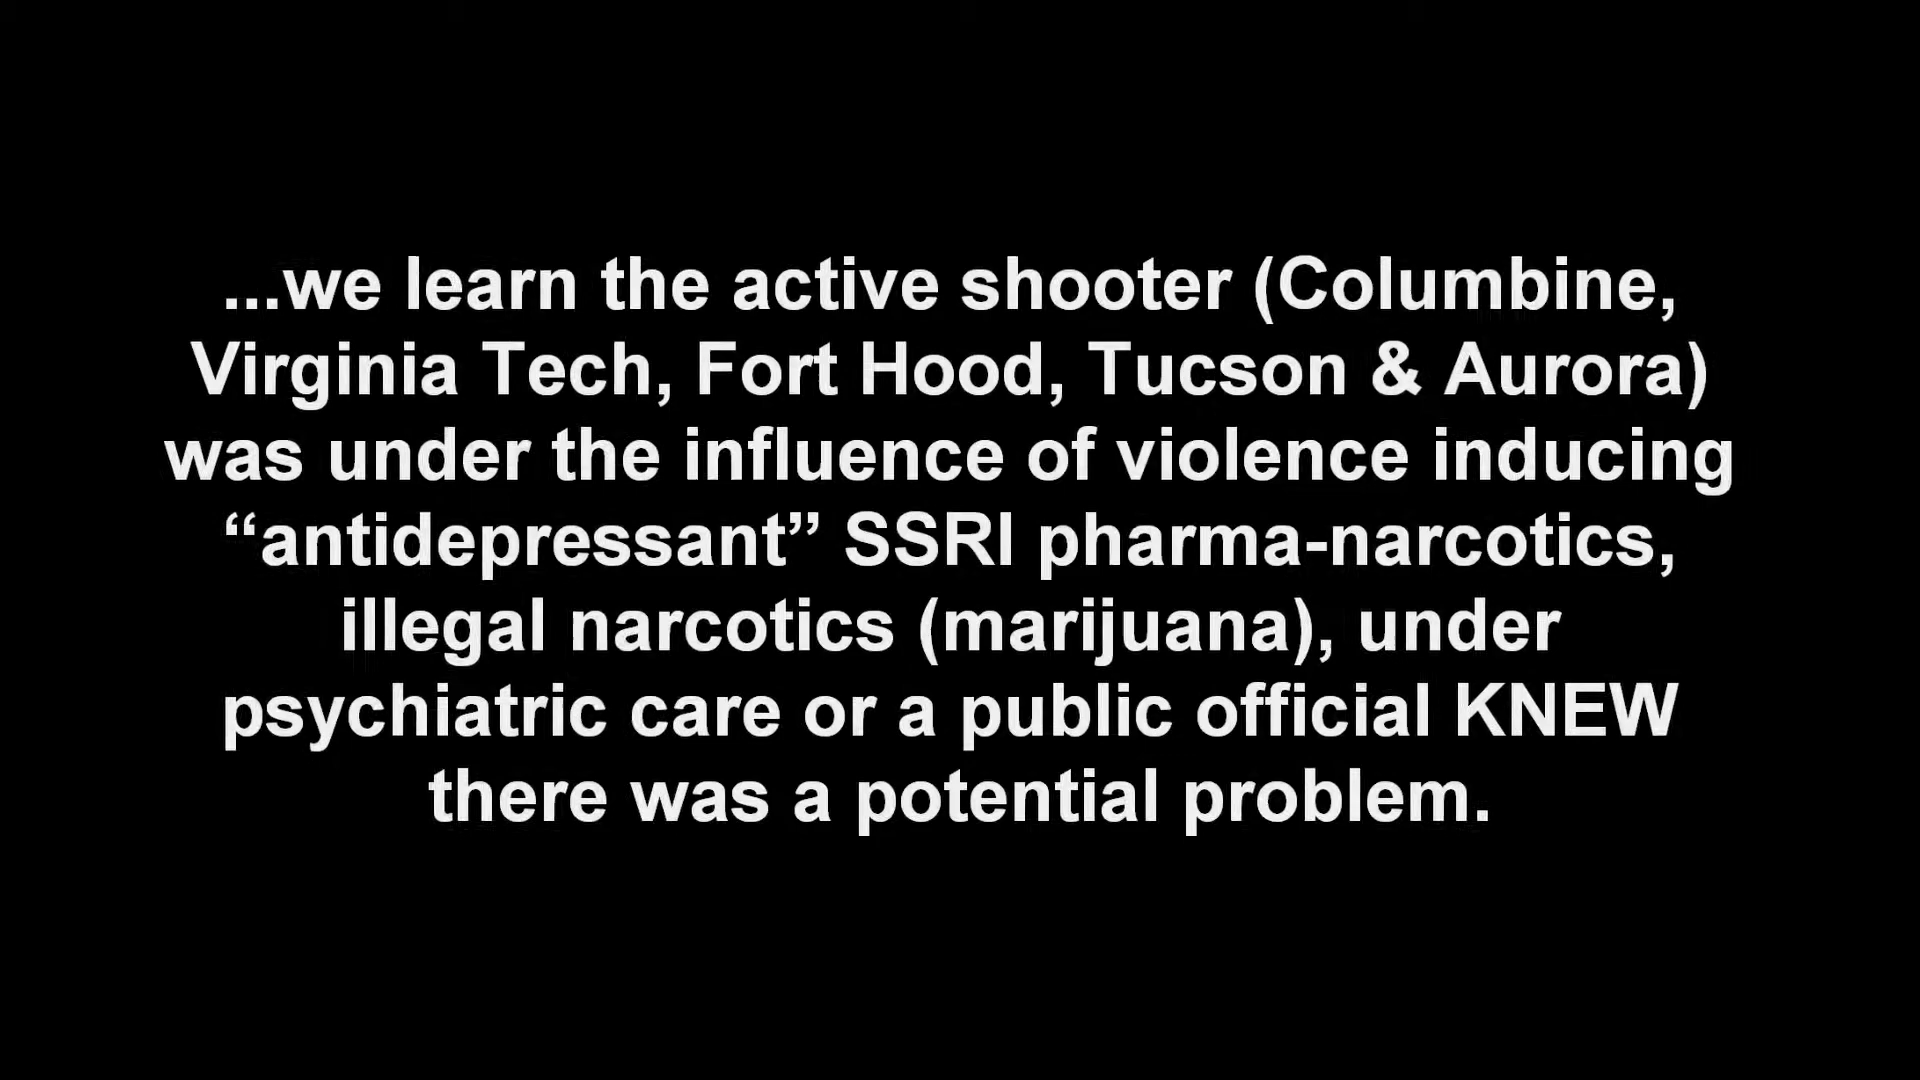 ...we learn the active shooter (Columbine,
Virginia Tech, Fort Hood, Tucson & Aurora)
was under the influence of violence inducing
“antidepressant” SSRI pharma-narcotics,
illegal narcotics (marijuana), under
psychiatric care or a public official KNEW
there was a potential problem.